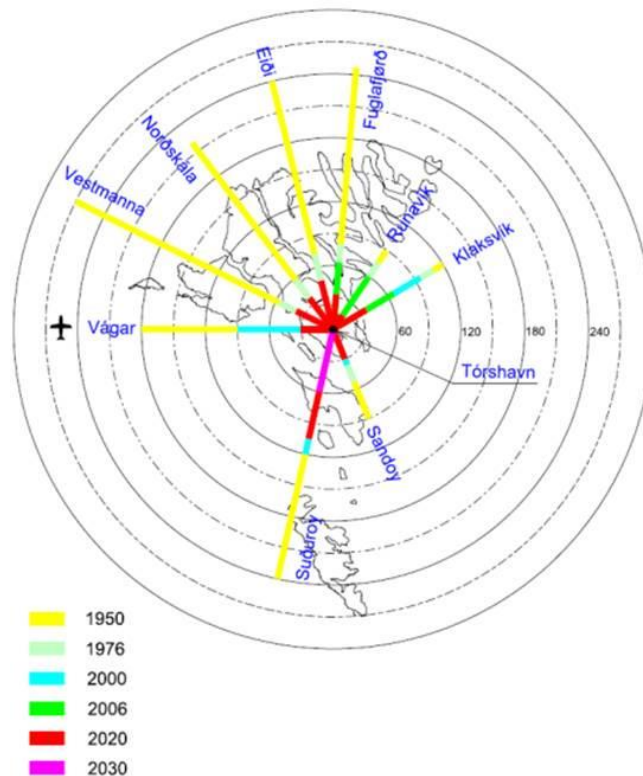 Eiði
Fuglafjørð
Norðskála
Vestmanna
Runavík
Klaksvík
Vágar
60
120
180
240
Tórshavn
Sandoy
Suðuroy
1950
1976
2000
2006
2020
2030